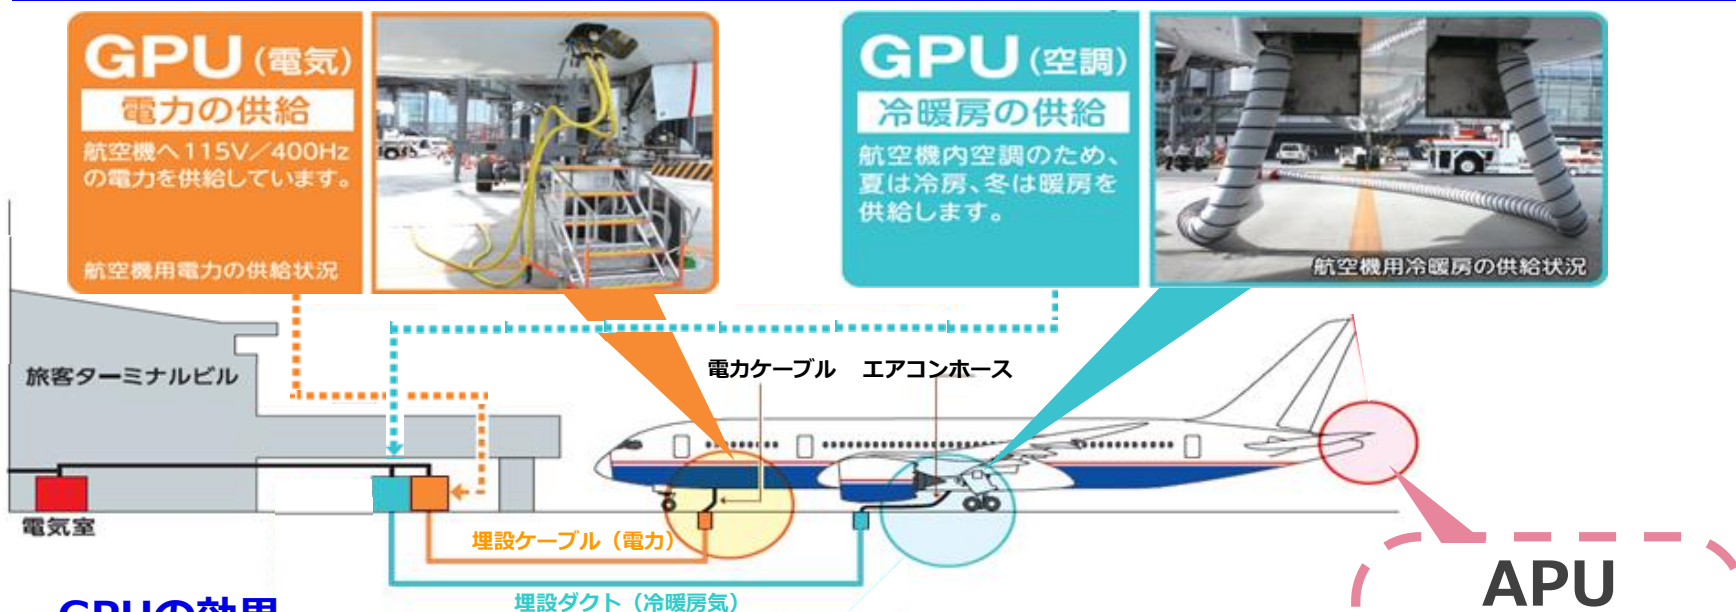 GPU(電気)
電力の供給
航空機へ115V／400Hz
の電力を供給しています。
航空機用電力の供給状況
GPU(空調)
冷暖房の供給
航空機内空調のため、
夏は冷房、冬は暖房を
供給します。
航空機用冷暖房の供給状況
旅客ターミナルビル
電力ケーブル
エアコンホース
電気室
埋設ケーブル（電力）
埋設ダクト（冷暖房気）
APU
GPUの効果